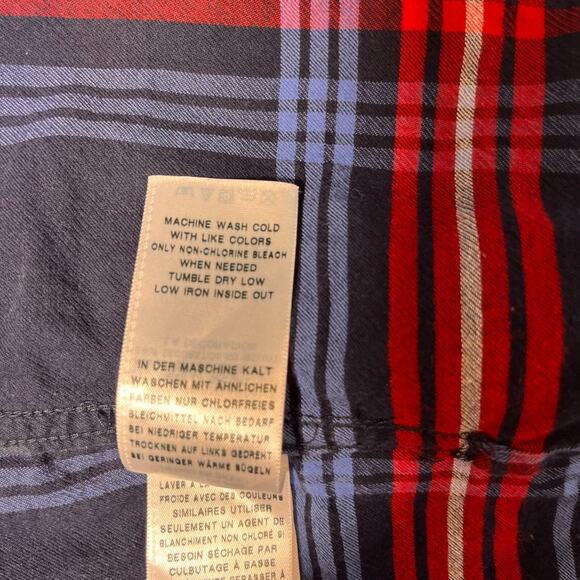 MACHINE WASH COLD
WITH LIKE COLORS
ONLY NON-CHLORINE BLEACH
WHEN NEEDED
TUMBLE DRY LOW
LOW IRON INSIDE OUT
IN DER MASCHINE KALT
WASCHEN MIT ÄHNLICHEN
FARBEN NUR CHLORFREIES
BLEICHMITTEL NACH BEDARF
BEI NIEDRIGER TEMPERATUR
TROCKNEN AUF LINKS GEDREHT
BEI GERINGER WÄRME BÜGELN
LAVER À LA
FROIDE AVEC DES COULEURS
SIMILAIRES UTILISER
SEULEMENT UN AGENT DE
BLANCHIMENT NON CHLORÉ SI
BESOIN SÉCHAGE PAR
CULBUTAGE À BASSE
REPASSER À